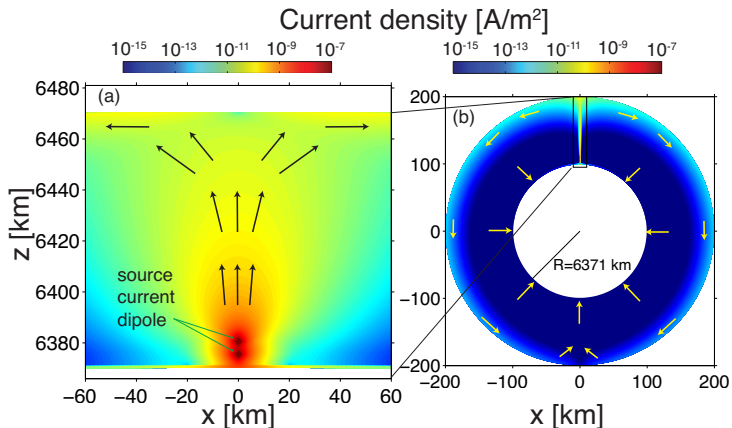 Current density [A/m²]
10⁻¹⁵ 10⁻¹³ 10⁻¹¹ 10⁻⁹ 10⁻⁷
10⁻¹⁵ 10⁻¹³ 10⁻¹¹ 10⁻⁹ 10⁻⁷
(a)
z [km]
6480
6460
6440
6420
6400
6380
source
current
dipole
−60 −40 −20 0 20 40 60
x [km]
(b)
200
100
0
−100
−200
R=6371 km
−200 −100 0 100 200
x [km]